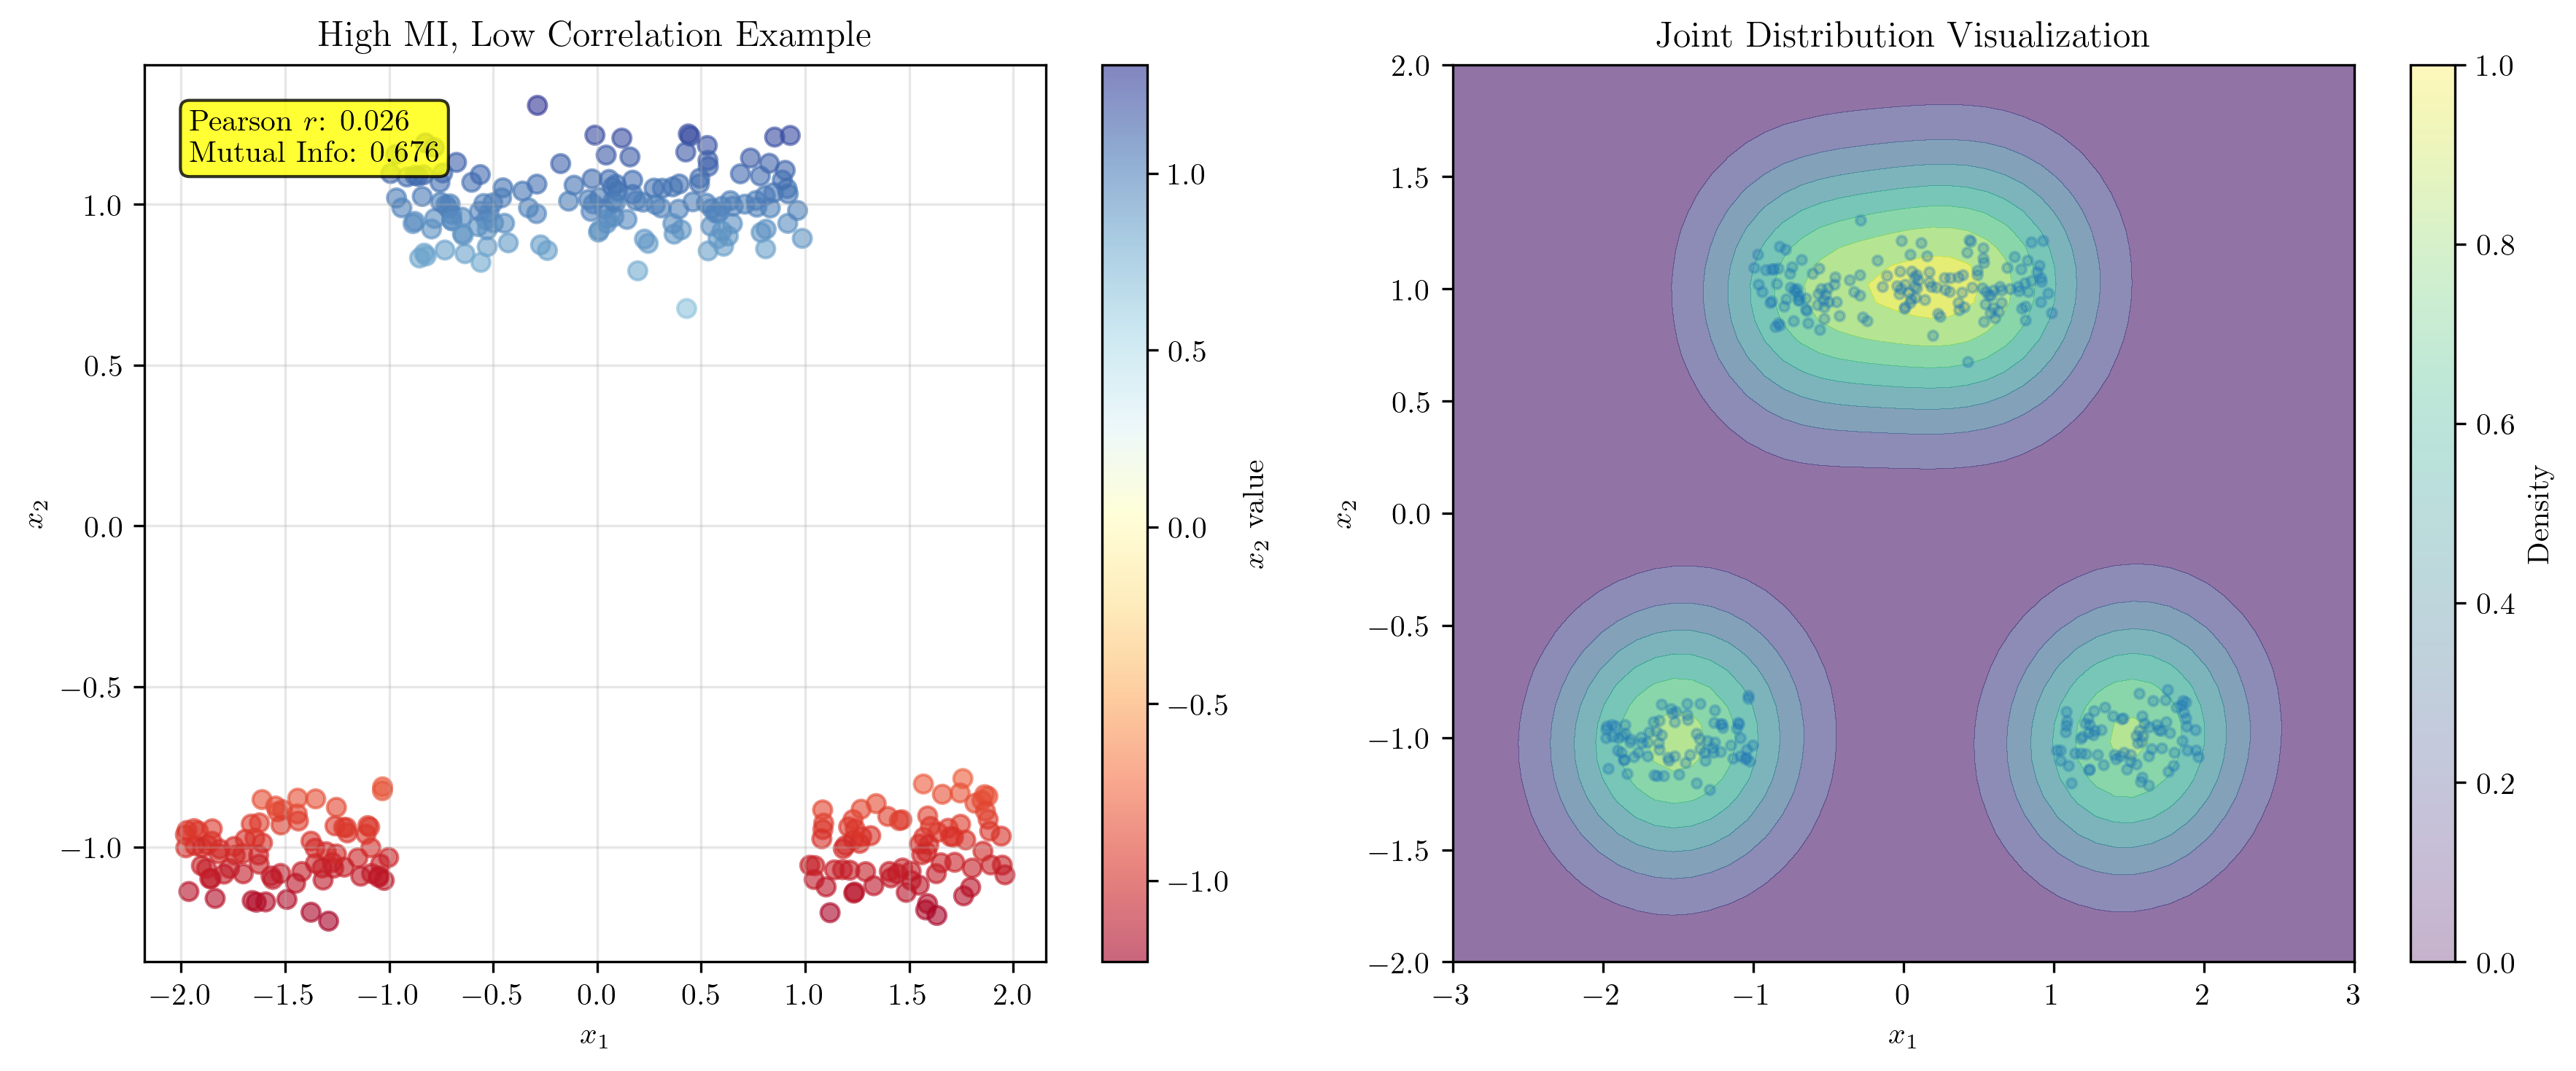 High MI, Low Correlation Example
Pearson r: 0.026
Mutual Info: 0.676
1.0
0.5
0.0
−0.5
−1.0
x₂
−2.0 −1.5 −1.0 −0.5 0.0 0.5 1.0 1.5 2.0
x₁
1.0
0.5
0.0
−0.5
−1.0
x₂ value
Joint Distribution Visualization
2.0
1.5
1.0
0.5
0.0
−0.5
−1.0
−1.5
−2.0
x₂
−3 −2 −1 0 1 2 3
x₁
1.0
0.8
0.6
0.4
0.2
0.0
Density